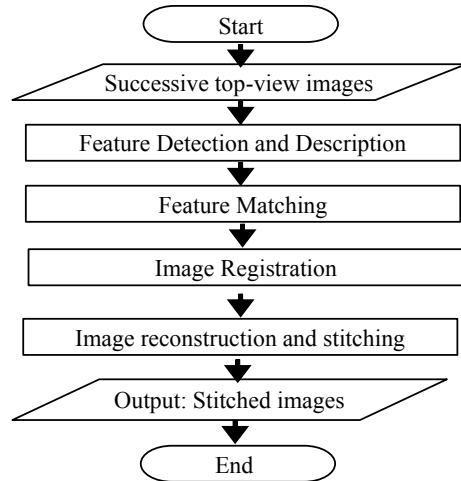 Start
Successive top-view images
Feature Detection and Description
Feature Matching
Image Registration
Image reconstruction and stitching
Output: Stitched images
End